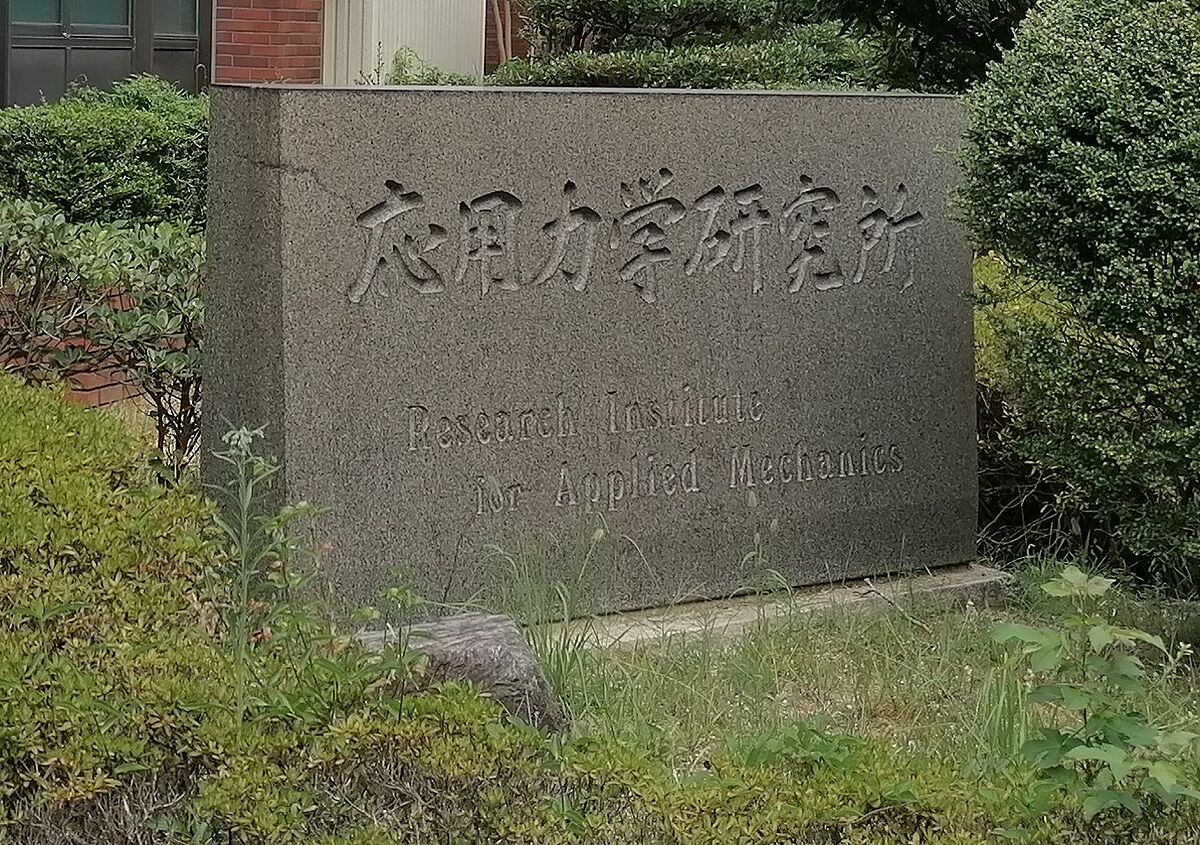 応用力学研究所
Research Institute
for Applied Mechanics